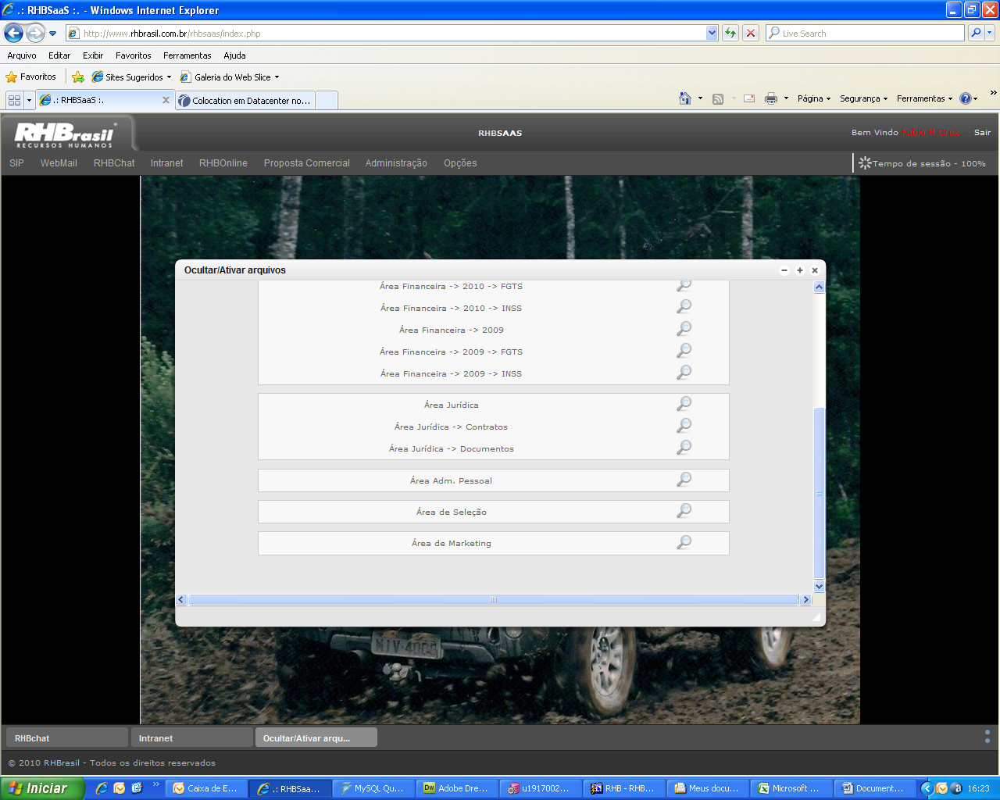 .: RHBSaaS :. - Windows Internet Explorer
http://www.rhbrasil.com.br/rhbsaas/index.php
Live Search
Arquivo Editar Exibir Favoritos Ferramentas Ajuda
Favoritos Sites Sugeridos Galeria do Web Slice
.: RHBSaaS :. Colocation em Datacenter no... Página Segurança Ferramentas
RHBrasil
RECURSOS HUMANOS
RHBSAAS
Bem Vindo Fabio H Cruz Sair
SIP WebMail RHBChat Intranet RHBOnline Proposta Comercial Administração Opções
Tempo de sessão - 100%
Ocultar/Ativar arquivos
Área Financeira -> 2010 -> FGTS
Área Financeira -> 2010 -> INSS
Área Financeira -> 2009
Área Financeira -> 2009 -> FGTS
Área Financeira -> 2009 -> INSS
Área Jurídica
Área Jurídica -> Contratos
Área Jurídica -> Documentos
Área Adm. Pessoal
Área de Seleção
Área de Marketing
RHBchat Intranet Ocultar/Ativar arqu...
© 2010 RHBrasil - Todos os direitos reservados
Iniciar Caixa de E... .: RHBSaa... MySQL Qu... Adobe Dre... u1917002... RHB - RHB... Meus docu... Microsoft ... Document... 16:23